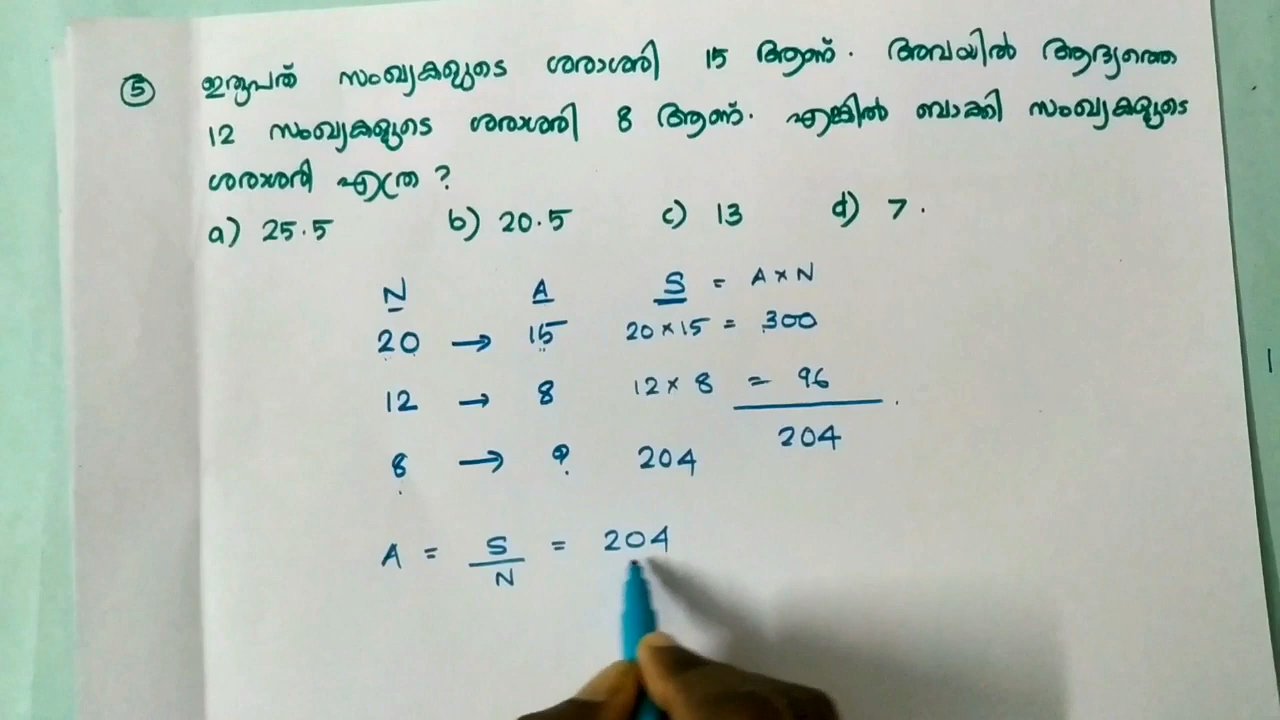 ⑤ ഇരുപത് സംഖ്യകളുടെ ശരാശരി 15 ആണ്. അവയിൽ ആദ്യത്തെ
12 സംഖ്യകളുടെ ശരാശരി 8 ആണ്. എങ്കിൽ ബാക്കി സംഖ്യകളുടെ
ശരാശരി എത്ര ?
a) 25.5 b) 20.5 c) 13 d) 7.
N A S = A × N
20 → 15 20 × 15 = 300
12 → 8 12 × 8 = 96
204
8 → ? 204
A = S/N = 204